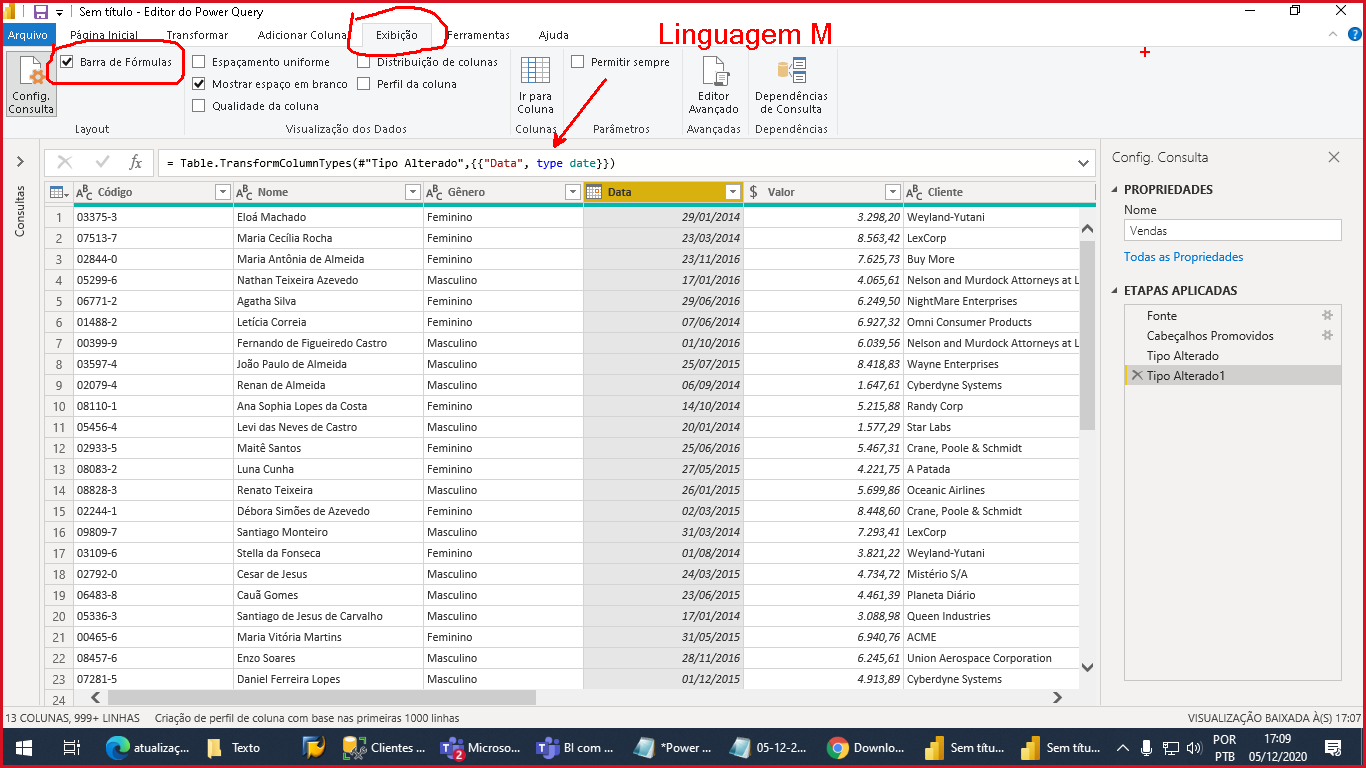 Sem título - Editor do Power Query
Arquivo Página Inicial Transformar Adicionar Coluna Exibição Ferramentas Ajuda
Linguagem M
Config. Consulta
Barra de Fórmulas
Layout
Espaçamento uniforme
Mostrar espaço em branco
Qualidade da coluna
Distribuição de colunas
Perfil da coluna
Visualização dos Dados
Ir para Coluna
Colunas
Permitir sempre
Parâmetros
Editor Avançado
Avançadas
Dependências de Consulta
Dependências
Consultas
fx
= Table.TransformColumnTypes(#"Tipo Alterado",{{"Data", type date}})
Código Nome Gênero Data $ Valor Cliente
1 03375-3 Eloá Machado Feminino 29/01/2014 3.298,20 Weyland-Yutani
2 07513-7 Maria Cecília Rocha Feminino 23/03/2014 8.563,42 LexCorp
3 02844-0 Maria Antônia de Almeida Feminino 23/11/2016 7.625,73 Buy More
4 05299-6 Nathan Teixeira Azevedo Masculino 17/01/2016 4.065,61 Nelson and Murdock Attorneys at L
5 06771-2 Agatha Silva Feminino 29/06/2016 6.249,50 NightMare Enterprises
6 01488-2 Letícia Correia Feminino 07/06/2014 6.927,32 Omni Consumer Products
7 00399-9 Fernando de Figueiredo Castro Masculino 01/10/2016 6.039,56 Nelson and Murdock Attorneys at L
8 03597-4 João Paulo de Almeida Masculino 25/07/2015 8.418,83 Wayne Enterprises
9 02079-4 Renan de Almeida Masculino 06/09/2014 1.647,61 Cyberdyne Systems
10 08110-1 Ana Sophia Lopes da Costa Feminino 14/10/2014 5.215,88 Randy Corp
11 05456-4 Levi das Neves de Castro Masculino 20/01/2014 1.577,29 Star Labs
12 02933-5 Maitê Santos Feminino 25/06/2016 5.467,31 Crane, Poole & Schmidt
13 08083-2 Luna Cunha Feminino 27/05/2015 4.221,75 A Patada
14 08828-3 Renato Teixeira Masculino 26/01/2015 5.699,86 Oceanic Airlines
15 02244-1 Débora Simões de Azevedo Feminino 02/03/2015 8.448,60 Crane, Poole & Schmidt
16 09809-7 Santiago Monteiro Masculino 31/03/2014 7.293,41 LexCorp
17 03109-6 Stella da Fonseca Feminino 01/08/2014 3.821,22 Weyland-Yutani
18 02792-0 Cesar de Jesus Masculino 24/03/2015 4.734,72 Mistério S/A
19 06483-8 Cauã Gomes Masculino 23/06/2015 4.461,39 Planeta Diário
20 05336-3 Santiago de Jesus de Carvalho Masculino 17/01/2014 3.088,98 Queen Industries
21 00465-6 Maria Vitória Martins Feminino 31/05/2015 6.940,76 ACME
22 08457-6 Enzo Soares Masculino 28/11/2016 6.245,61 Union Aerospace Corporation
23 07281-5 Daniel Ferreira Lopes Masculino 01/12/2015 4.913,89 Cyberdyne Systems
24
Config. Consulta
PROPRIEDADES
Nome
Vendas
Todas as Propriedades
ETAPAS APLICADAS
Fonte
Cabeçalhos Promovidos
Tipo Alterado
Tipo Alterado1
13 COLUNAS, 999+ LINHAS Criação de perfil de coluna com base nas primeiras 1000 linhas VISUALIZAÇÃO BAIXADA À(S) 17:07
atualizaç... Texto Clientes ... Microso... BI com ... *Power ... 05-12-2... Downlo... Sem títu... Sem títu... POR PTB 17:09 05/12/2020